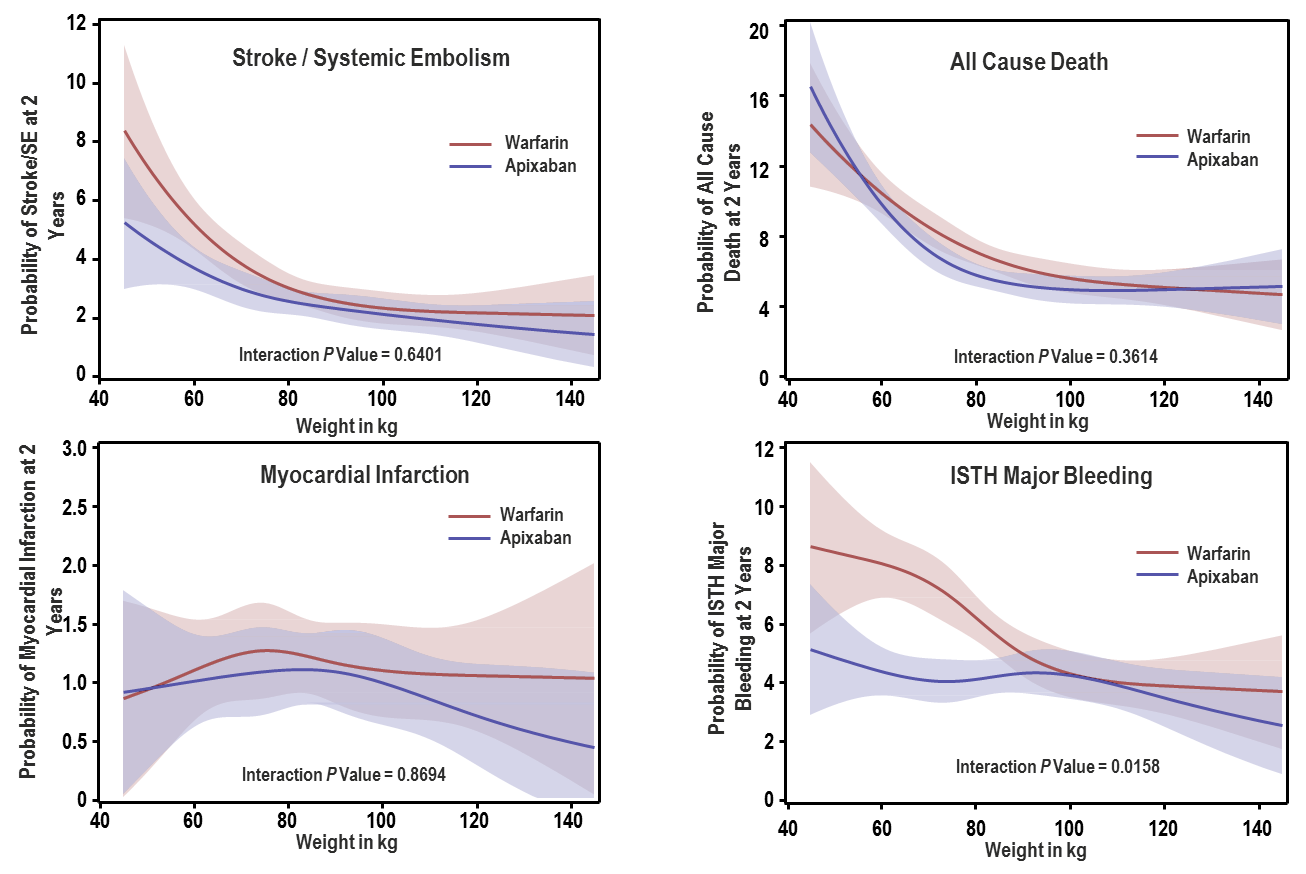 Stroke / Systemic Embolism
Probability of Stroke/SE at 2
Years
12
10
8
6
4
2
0
Warfarin
Apixaban
Interaction P Value = 0.6401
40
60
80
100
120
140
Weight in kg
All Cause Death
Probability of All Cause
Death at 2 Years
20
16
12
8
4
0
Warfarin
Apixaban
Interaction P Value = 0.3614
40
60
80
100
120
140
Weight in kg
Myocardial Infarction
Probability of Myocardial Infarction at 2
Years
3.0
2.5
2.0
1.5
1.0
0.5
0
Warfarin
Apixaban
Interaction P Value = 0.8694
40
60
80
100
120
140
Weight in kg
ISTH Major Bleeding
Probability of ISTH Major
Bleeding at 2 Years
12
10
8
6
4
2
0
Warfarin
Apixaban
Interaction P Value = 0.0158
40
60
80
100
120
140
Weight in kg